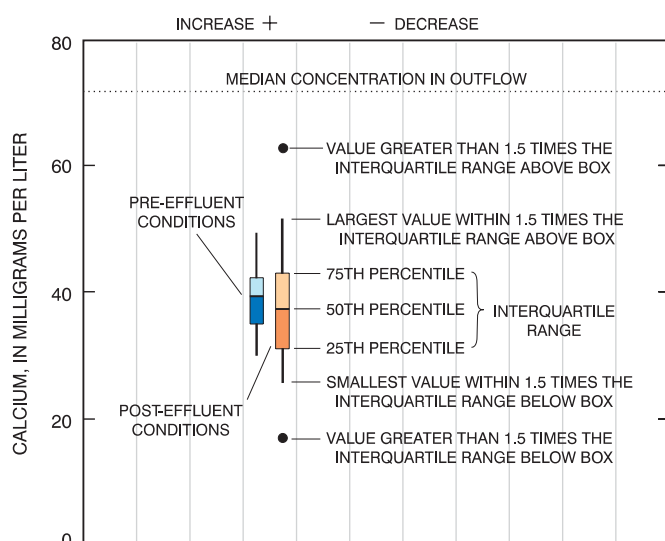 INCREASE + − DECREASE
80
MEDIAN CONCENTRATION IN OUTFLOW
VALUE GREATER THAN 1.5 TIMES THE
INTERQUARTILE RANGE ABOVE BOX
60
PRE-EFFLUENT
CONDITIONS
LARGEST VALUE WITHIN 1.5 TIMES THE
INTERQUARTILE RANGE ABOVE BOX
75TH PERCENTILE
40
50TH PERCENTILE
INTERQUARTILE
RANGE
25TH PERCENTILE
SMALLEST VALUE WITHIN 1.5 TIMES THE
INTERQUARTILE RANGE BELOW BOX
POST-EFFLUENT
CONDITIONS
20
VALUE GREATER THAN 1.5 TIMES THE
INTERQUARTILE RANGE BELOW BOX
0
CALCIUM, IN MILLIGRAMS PER LITER